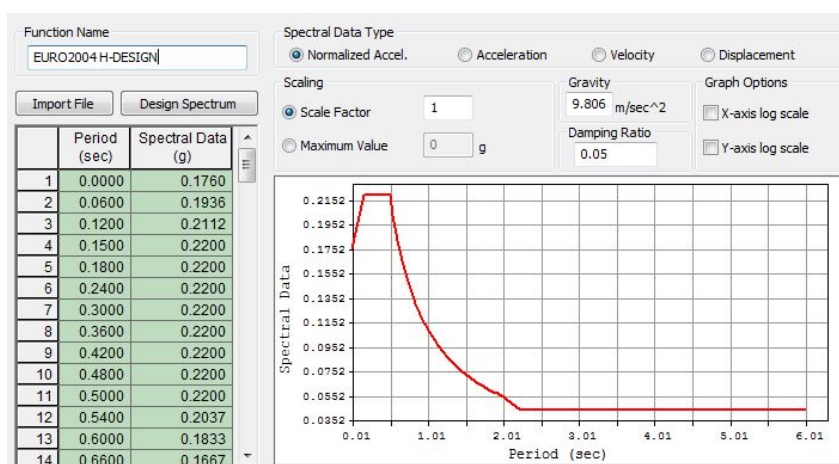 Function Name
EURO2004 H-DESIGN
Import File
Design Spectrum
Period (sec) Spectral Data (g)
1 0.0000 0.1760
2 0.0600 0.1936
3 0.1200 0.2112
4 0.1500 0.2200
5 0.1800 0.2200
6 0.2400 0.2200
7 0.3000 0.2200
8 0.3600 0.2200
9 0.4200 0.2200
10 0.4800 0.2200
11 0.5000 0.2200
12 0.5400 0.2037
13 0.6000 0.1833
14 0.6600 0.1667
Spectral Data Type
Normalized Accel. Acceleration Velocity Displacement
Scaling
Scale Factor 1
Maximum Value 0 g
Gravity
9.806 m/sec^2
Damping Ratio
0.05
Graph Options
X-axis log scale
Y-axis log scale
Spectral Data
0.2152
0.1952
0.1752
0.1552
0.1352
0.1152
0.0952
0.0752
0.0552
0.0352
0.01 1.01 2.01 3.01 4.01 5.01 6.01
Period (sec)